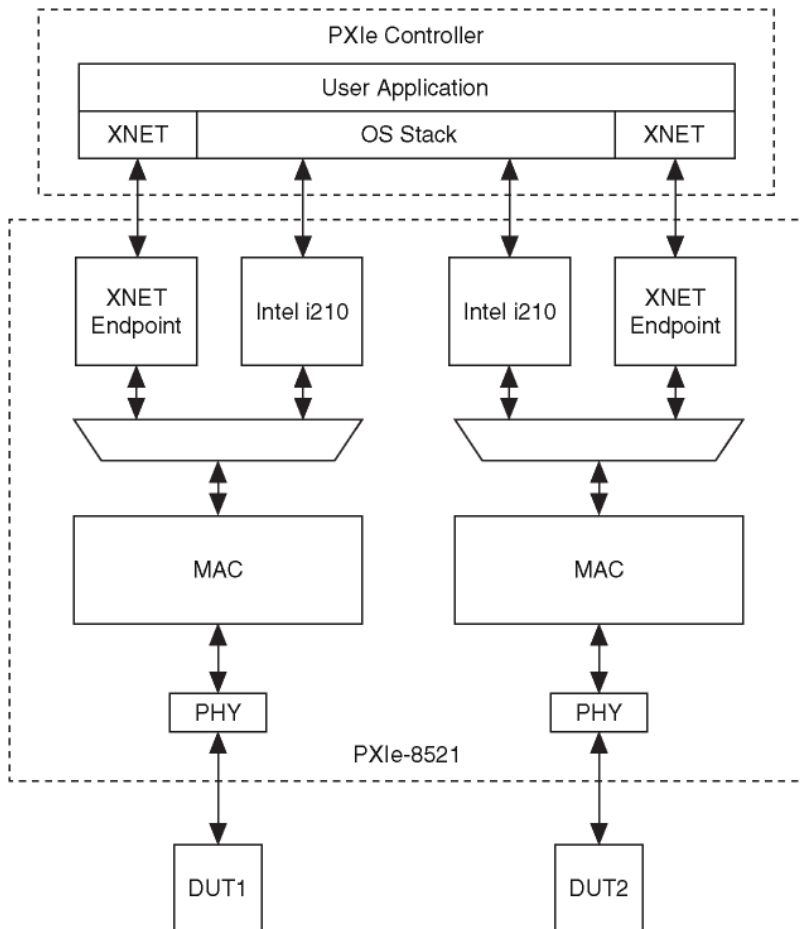 PXIe Controller
User Application
XNET
OS Stack
XNET
XNET
Endpoint
Intel i210
Intel i210
XNET
Endpoint
MAC
MAC
PHY
PHY
PXIe-8521
DUT1
DUT2